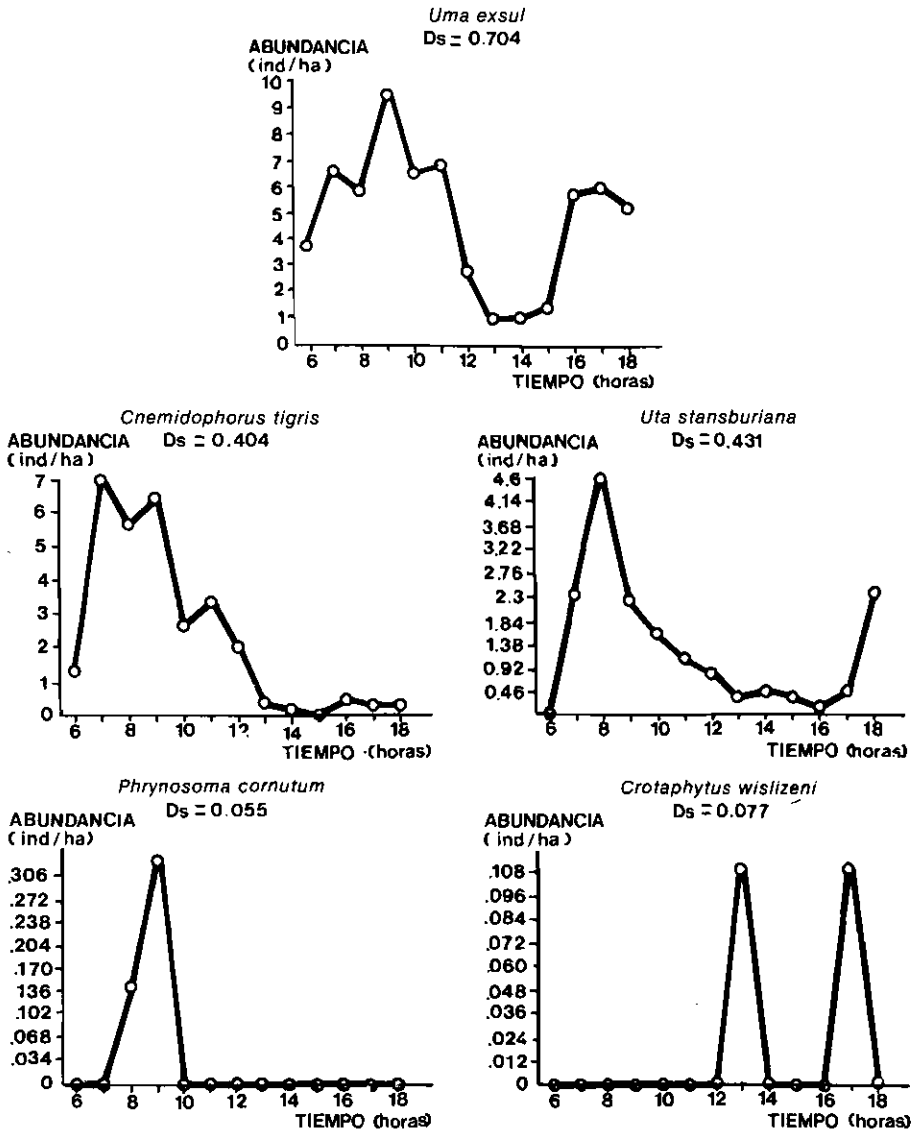 Uma exsul
Ds = 0.704
ABUNDANCIA
(ind/ha)
10
9
8
7
6
5
4
3
2
1
0
6 8 10 12 14 16 18
TIEMPO (horas)
Cnemidophorus tigris
Ds = 0.404
ABUNDANCIA
(ind/ha)
7
6
5
4
3
2
1
0
6 8 10 12 14 16 18
TIEMPO (horas)
Uta stansburiana
Ds = 0.431
ABUNDANCIA
(ind/ha)
4.6
4.14
3.68
3.22
2.76
2.3
1.84
1.38
0.92
0.46
6 8 10 12 14 16 18
TIEMPO (horas)
Phrynosoma cornutum
Ds = 0.055
ABUNDANCIA
(ind/ha)
.306
.272
.238
.204
.170
.136
.102
.068
.034
0
6 8 10 12 14 16 18
TIEMPO (horas)
Crotaphytus wislizeni
Ds = 0.077
ABUNDANCIA
(ind/ha)
.108
.096
.084
.072
.060
.048
.036
.024
.012
0
6 8 10 12 14 16 18
TIEMPO (horas)